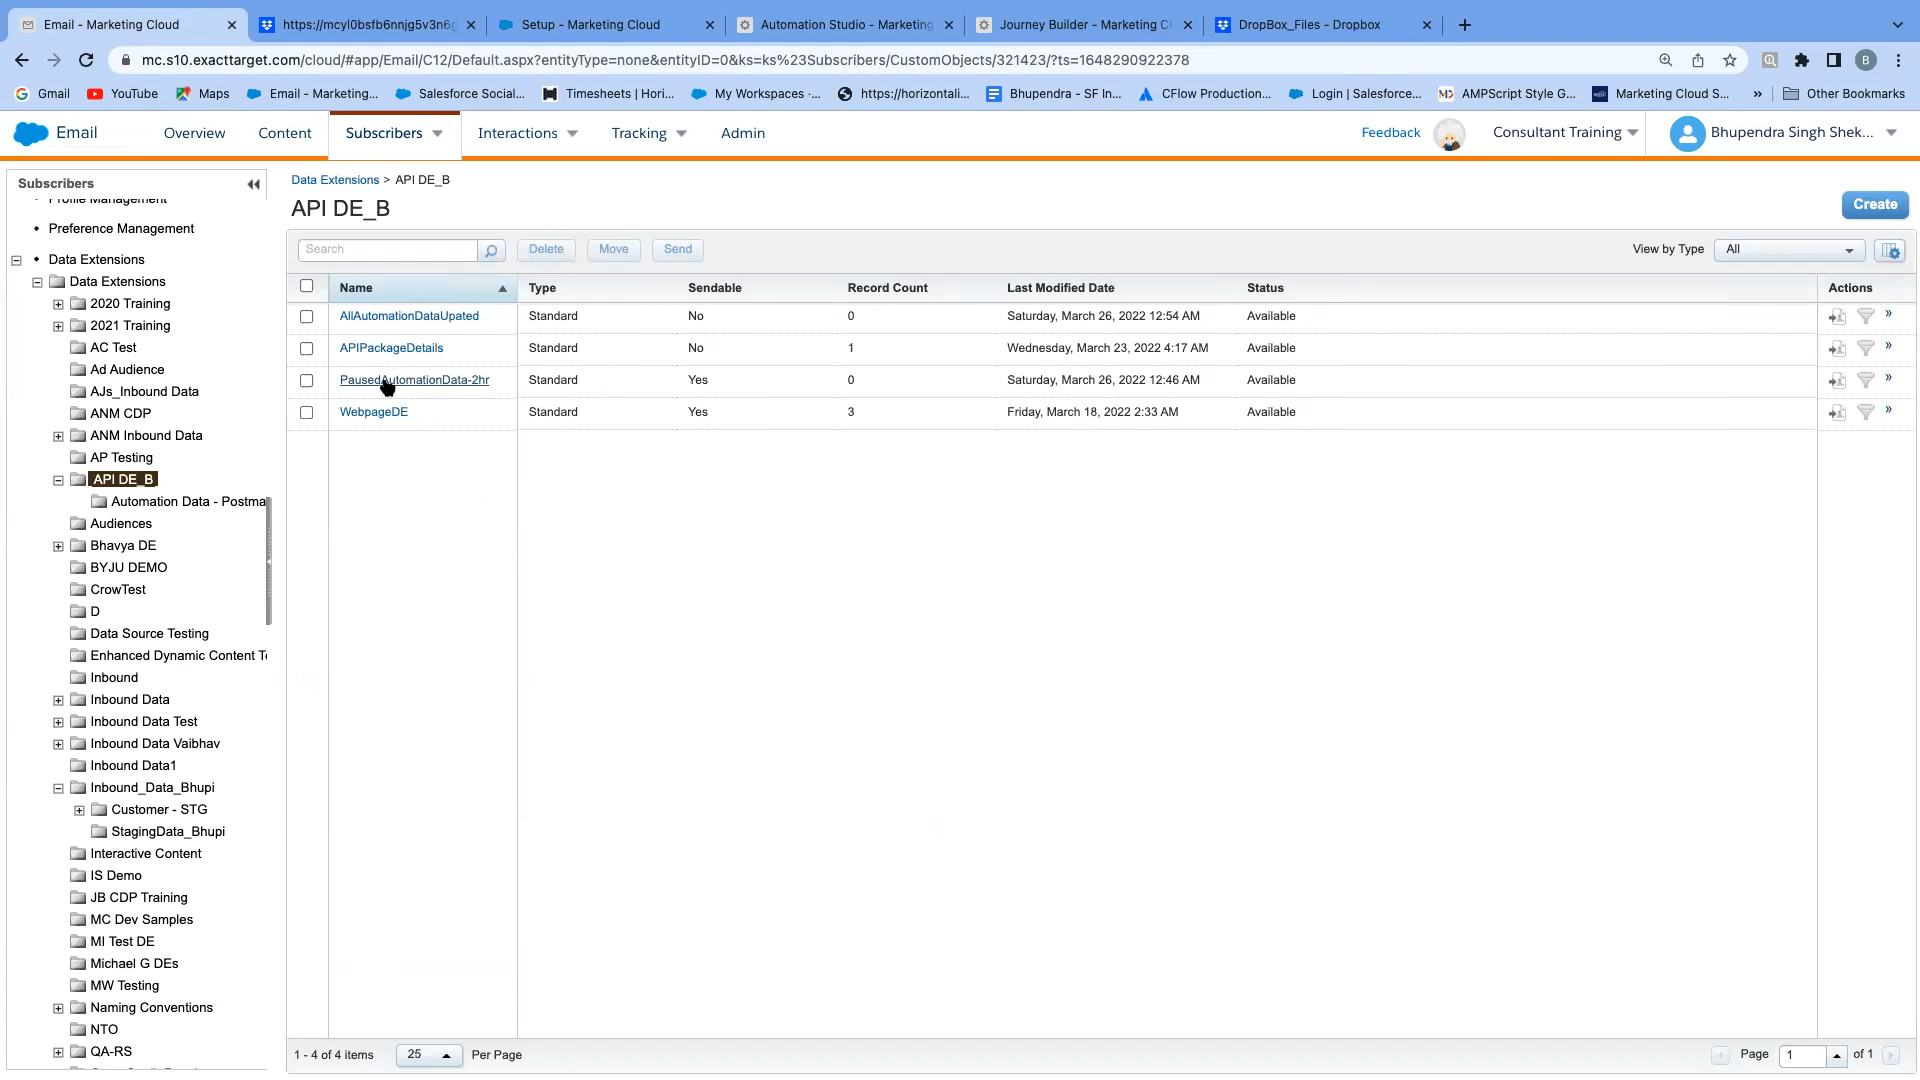 Email - Marketing Cloud
https://mcyl0bsfb6nnjg5v3n6g
Setup - Marketing Cloud
Automation Studio - Marketing
Journey Builder - Marketing Cl
DropBox_Files - Dropbox
mc.s10.exacttarget.com/cloud/#app/Email/C12/Default.aspx?entityType=none&entityID=0&ks=ks%23Subscribers/CustomObjects/321423/?ts=1648290922378
B
Gmail
YouTube
Maps
Email - Marketing...
Salesforce Social...
Timesheets | Hori...
My Workspaces -...
https://horizontali...
Bhupendra - SF In...
CFlow Production...
Login | Salesforce...
AMPScript Style G...
Marketing Cloud S...
»
Other Bookmarks
Email
Overview
Content
Subscribers
Interactions
Tracking
Admin
Feedback
Consultant Training
Bhupendra Singh Shek...
Subscribers
Profile Management
Preference Management
Data Extensions
Data Extensions
2020 Training
2021 Training
AC Test
Ad Audience
AJs_Inbound Data
ANM CDP
ANM Inbound Data
AP Testing
API DE_B
Automation Data - Postma
Audiences
Bhavya DE
BYJU DEMO
CrowTest
D
Data Source Testing
Enhanced Dynamic Content Te
Inbound
Inbound Data
Inbound Data Test
Inbound Data Vaibhav
Inbound Data1
Inbound_Data_Bhupi
Customer - STG
StagingData_Bhupi
Interactive Content
IS Demo
JB CDP Training
MC Dev Samples
MI Test DE
Michael G DEs
MW Testing
Naming Conventions
NTO
QA-RS
Data Extensions > API DE_B
API DE_B
Create
Search
Delete
Move
Send
View by Type
All
Name Type Sendable Record Count Last Modified Date Status Actions
AllAutomationDataUpated Standard No 0 Saturday, March 26, 2022 12:54 AM Available »
APIPackageDetails Standard No 1 Wednesday, March 23, 2022 4:17 AM Available »
PausedAutomationData-2hr Standard Yes 0 Saturday, March 26, 2022 12:46 AM Available »
WebpageDE Standard Yes 3 Friday, March 18, 2022 2:33 AM Available »
1 - 4 of 4 items
25
Per Page
Page
1
of 1